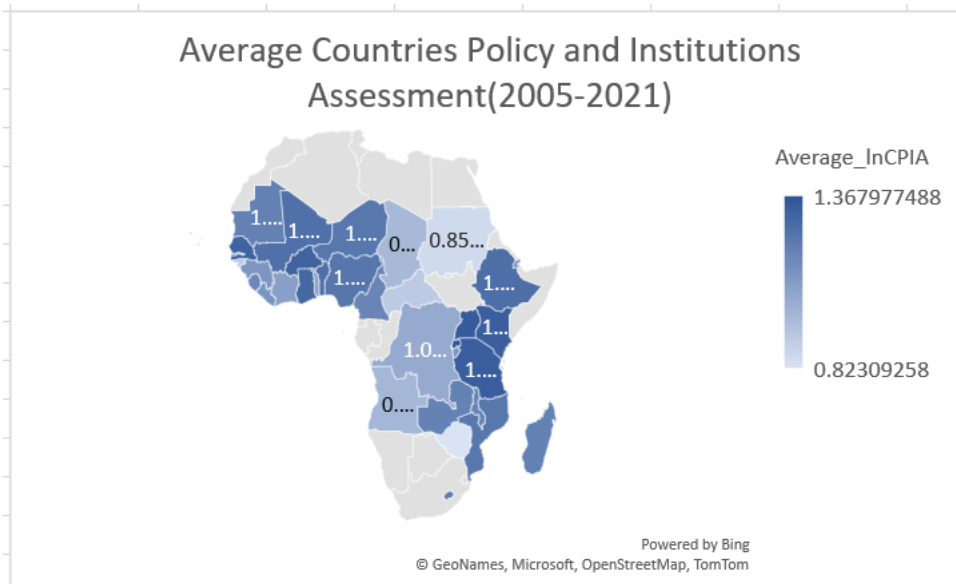 Average Countries Policy and Institutions
Assessment(2005-2021)
Average_lnCPIA
1.367977488
0.82309258
1....
1....
1....
0...
0.85...
1....
1....
1...
1.0...
1....
0....
Powered by Bing
© GeoNames, Microsoft, OpenStreetMap, TomTom